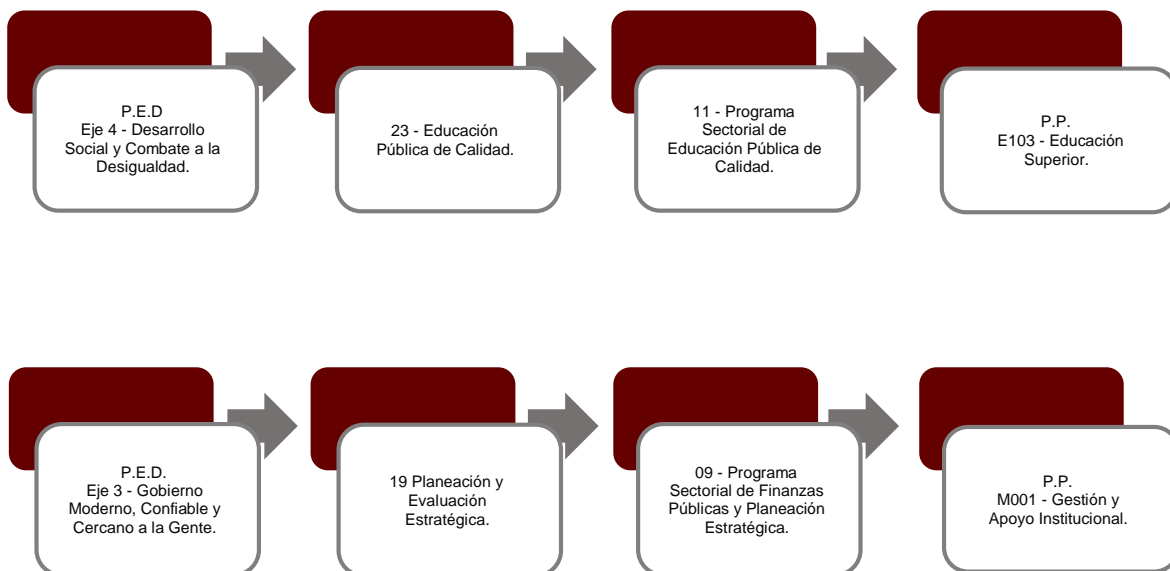 P.E.D
Eje 4 - Desarrollo
Social y Combate a la
Desigualdad.
23 - Educación
Pública de Calidad.
11 - Programa
Sectorial de
Educación Pública de
Calidad.
P.P.
E103 - Educación
Superior.
P.E.D.
Eje 3 - Gobierno
Moderno, Confiable y
Cercano a la Gente.
19 Planeación y
Evaluación
Estratégica.
09 - Programa
Sectorial de Finanzas
Públicas y Planeación
Estratégica.
P.P.
M001 - Gestión y
Apoyo Institucional.